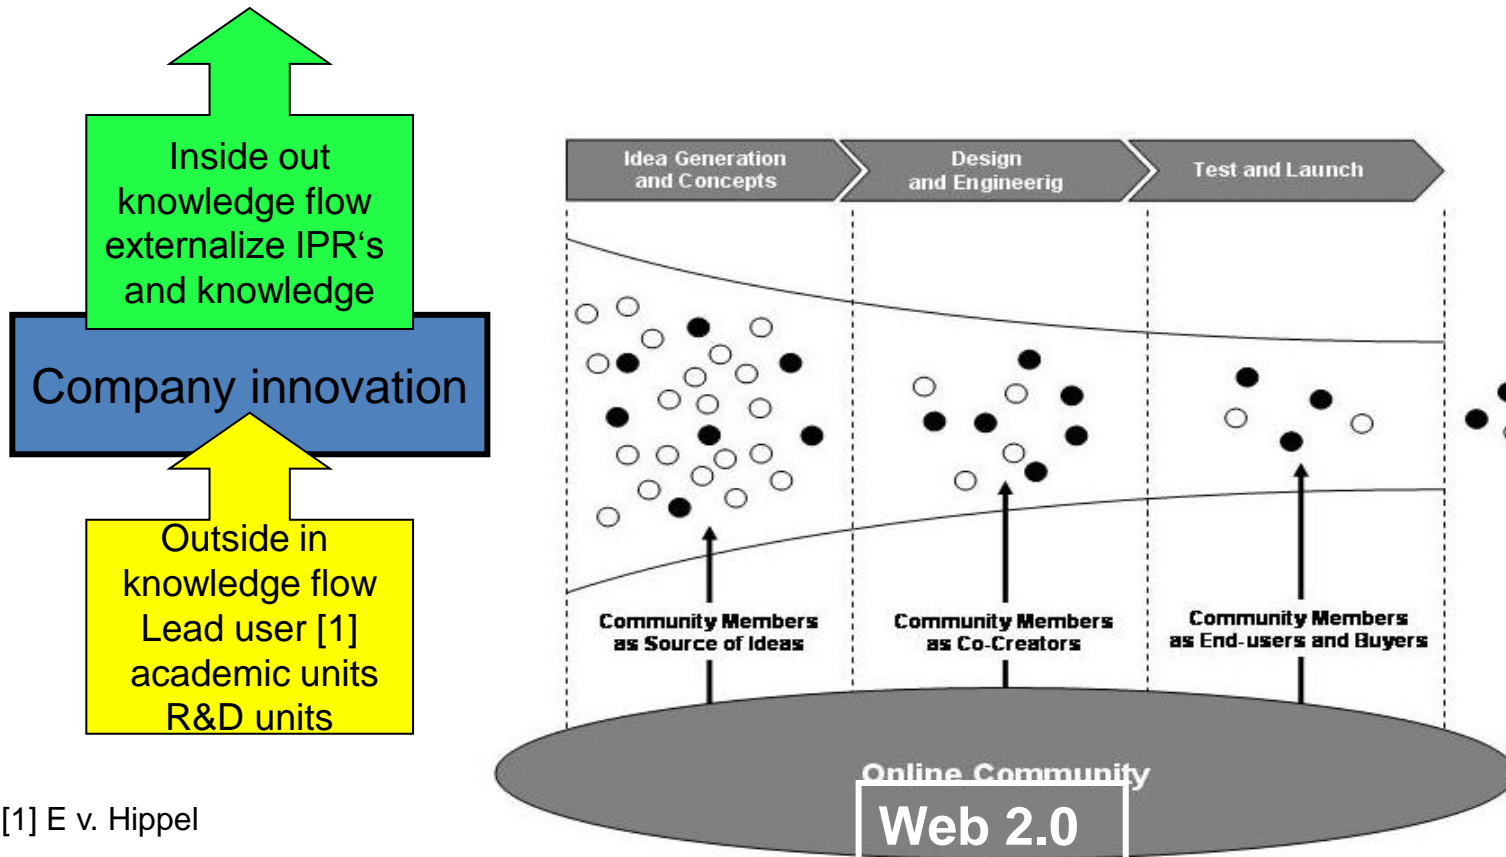 Inside out
knowledge flow
externalize IPR‘s
and knowledge
Company innovation
Outside in
knowledge flow
Lead user [1]
academic units
R&D units
[1] E v. Hippel
Idea Generation
and Concepts
Design
and Engineerig
Test and Launch
Community Members
as Source of Ideas
Community Members
as Co-Creators
Community Members
as End-users and Buyers
Online Community
Web 2.0